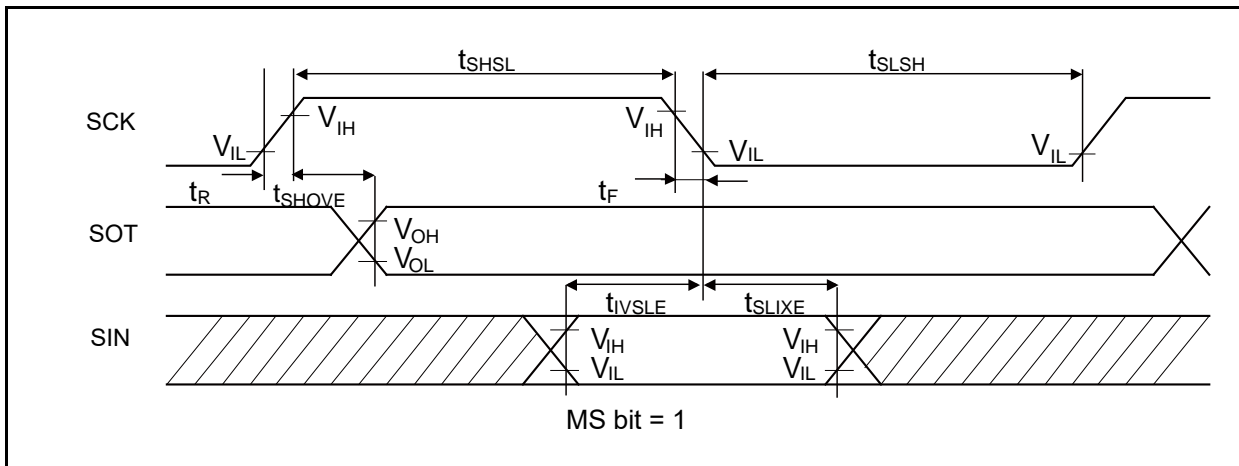 tSHSL
tSLSH
SCK
VIH
VIH
VIL
VIL
VIL
tR
tSHOVE
tF
SOT
VOH
VOL
tIVSLE
tSLIXE
SIN
VIH
VIH
VIL
VIL
MS bit = 1